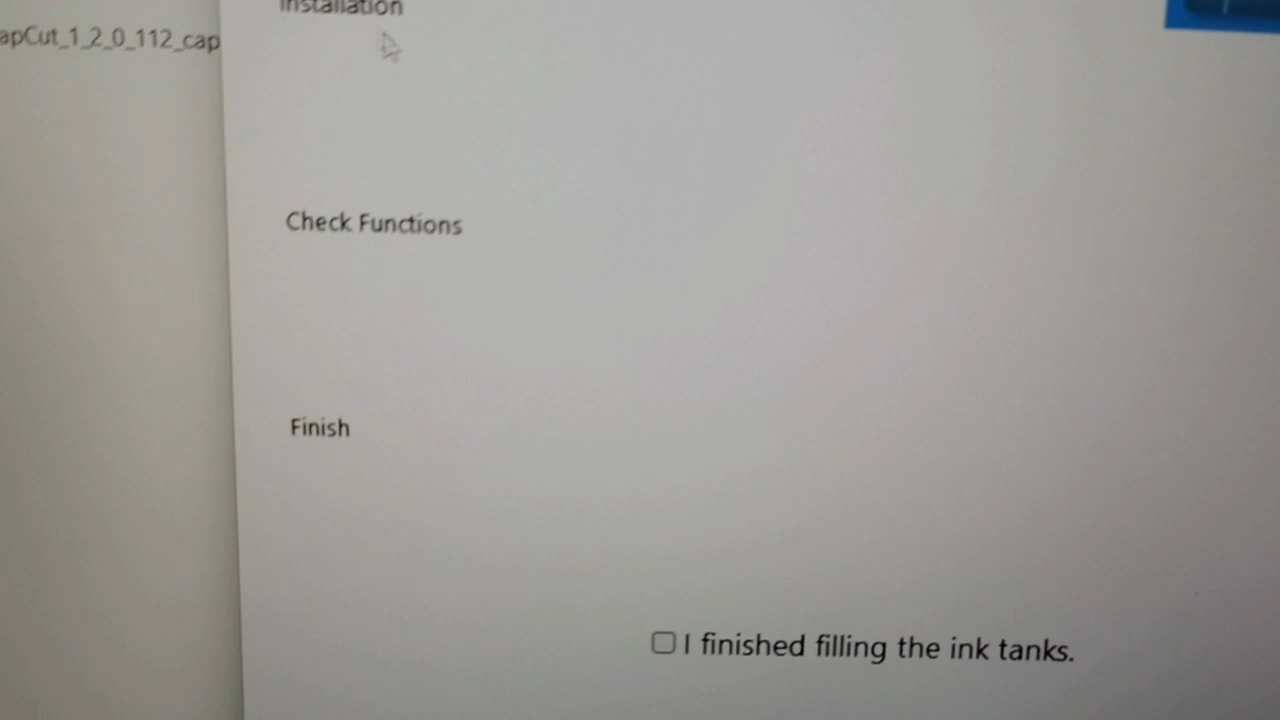 Installation
apCut_1_2_0_112_cap
Check Functions
Finish
I finished filling the ink tanks.